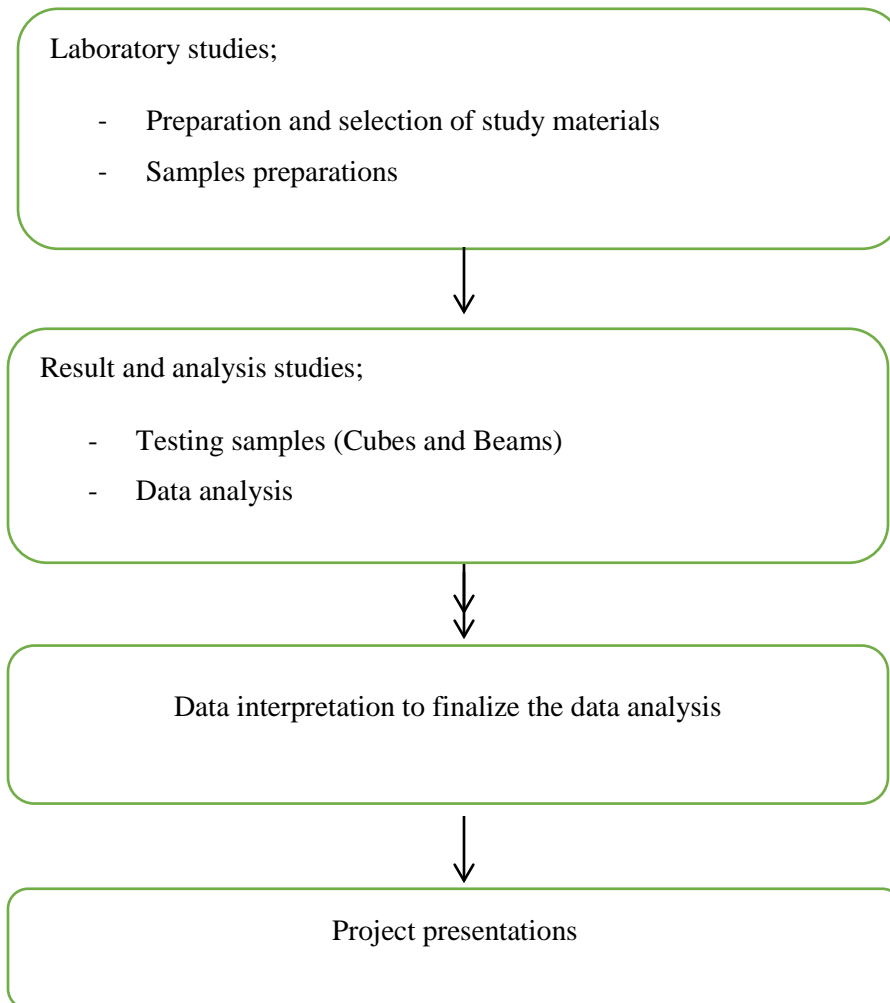 Laboratory studies;
- Preparation and selection of study materials
- Samples preparations
Result and analysis studies;
- Testing samples (Cubes and Beams)
- Data analysis
Data interpretation to finalize the data analysis
Project presentations